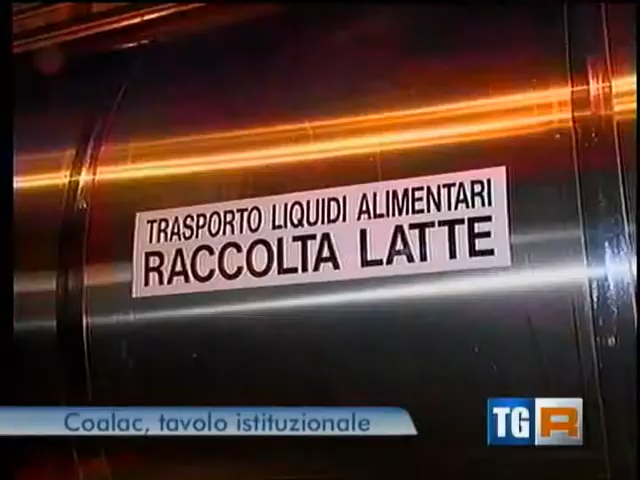 TRASPORTO LIQUIDI ALIMENTARI
RACCOLTA LATTE
Coalac, tavolo istituzionale
TGR